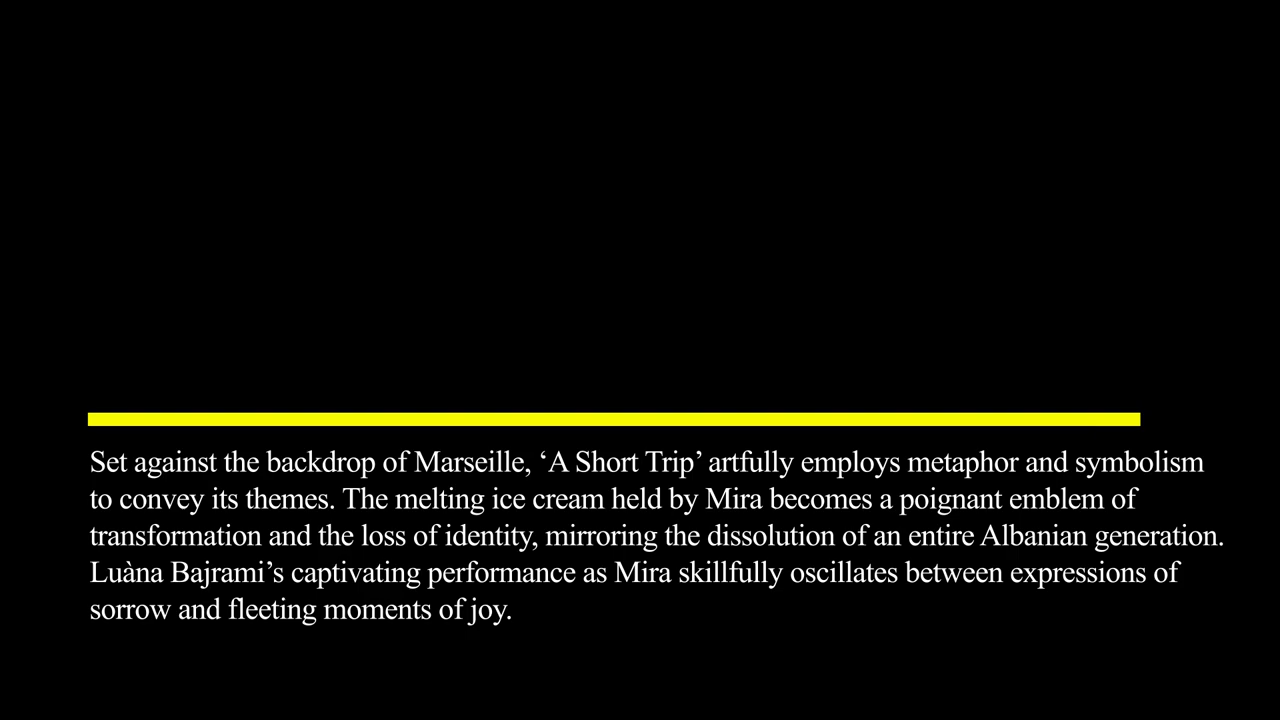 Set against the backdrop of Marseille, ‘A Short Trip’ artfully employs metaphor and symbolism
to convey its themes. The melting ice cream held by Mira becomes a poignant emblem of
transformation and the loss of identity, mirroring the dissolution of an entire Albanian generation.
Luàna Bajrami’s captivating performance as Mira skillfully oscillates between expressions of
sorrow and fleeting moments of joy.